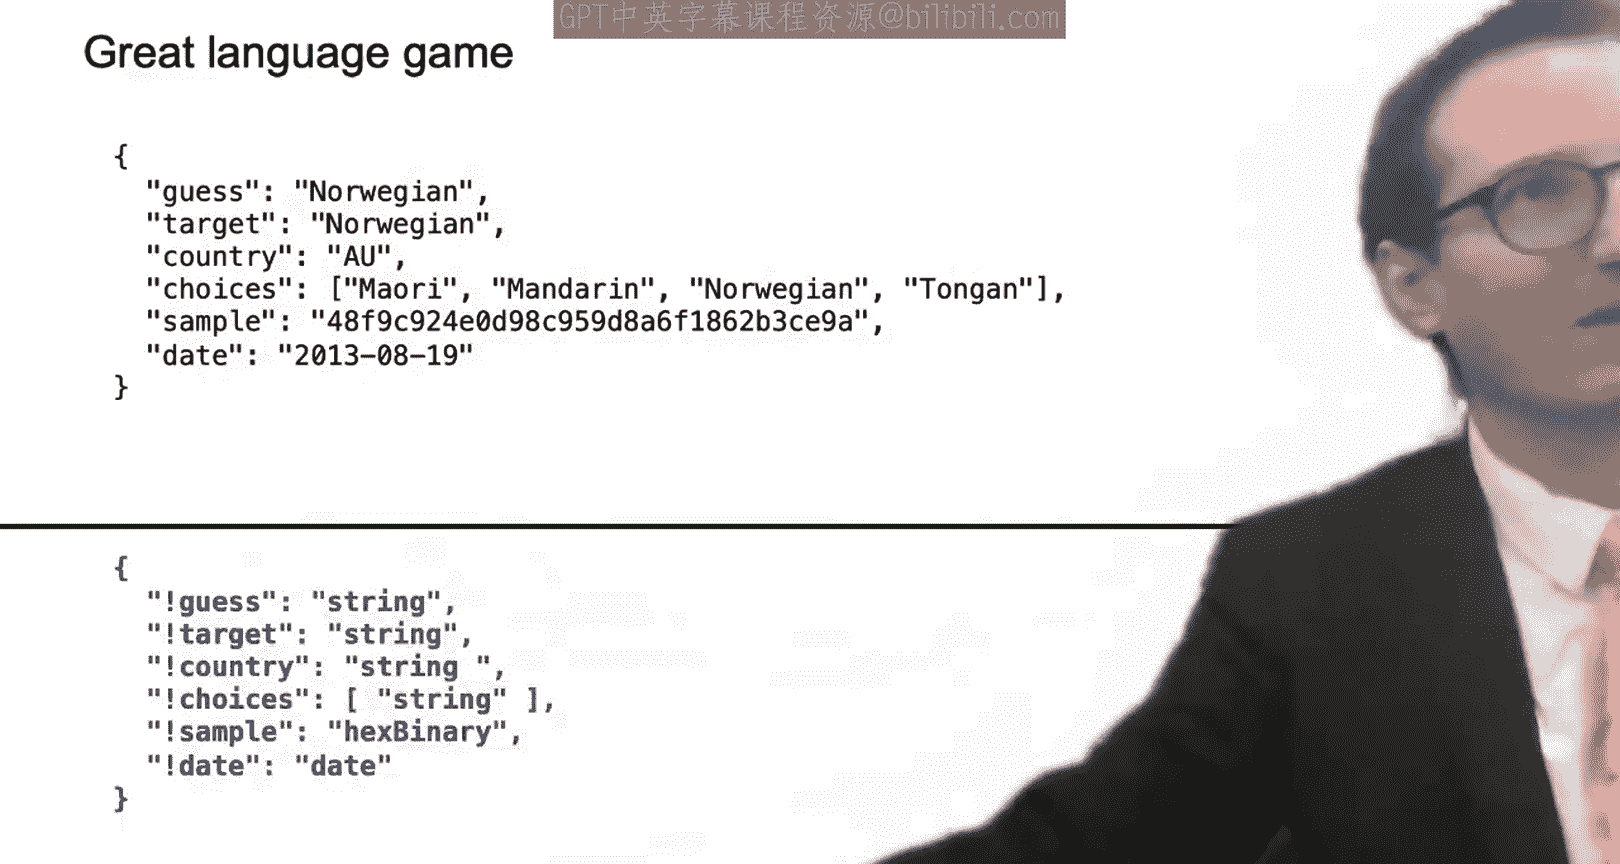 GPT中英字幕课程资源@bilibili.com
Great language game
{
"guess": "Norwegian",
"target": "Norwegian",
"country": "AU",
"choices": ["Maori", "Mandarin", "Norwegian", "Tongan"],
"sample": "48f9c924e0d98c959d8a6f1862b3ce9a",
"date": "2013-08-19"
}
{
"!guess": "string",
"!target": "string",
"!country": "string ",
"!choices": [ "string" ],
"!sample": "hexBinary",
"!date": "date"
}